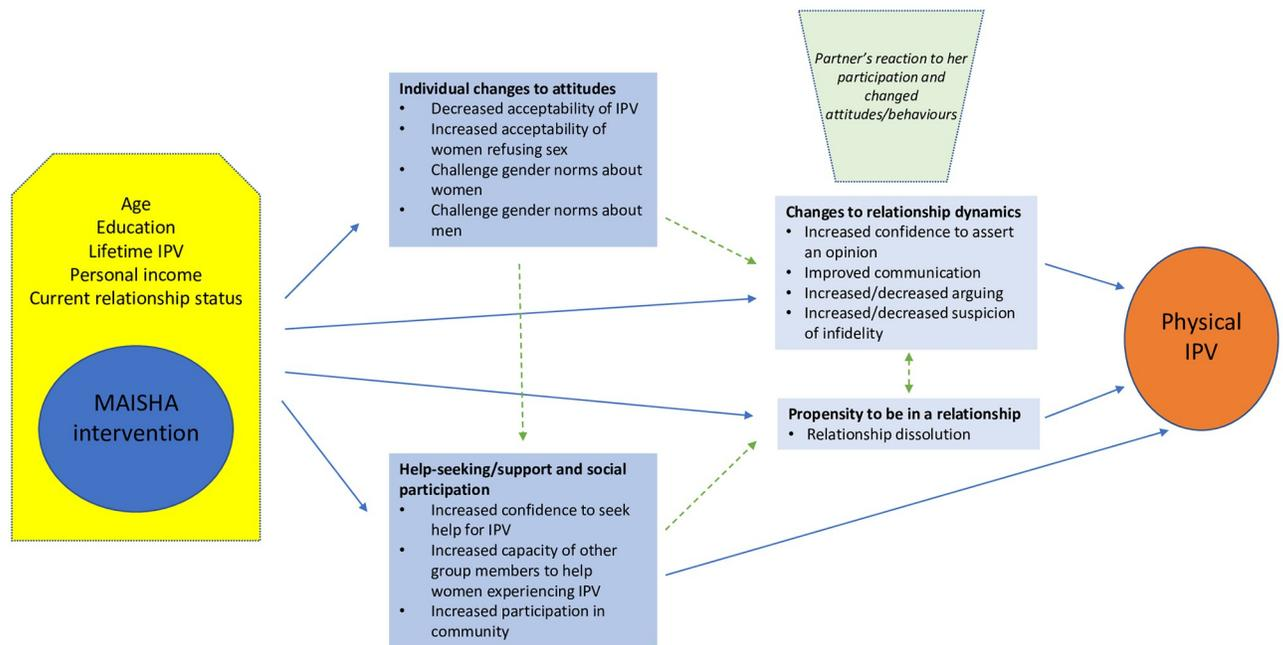 Age
Education
Lifetime IPV
Personal income
Current relationship status
MAISHA
intervention
Individual changes to attitudes
• Decreased acceptability of IPV
• Increased acceptability of
women refusing sex
• Challenge gender norms about
women
• Challenge gender norms about
men
Help-seeking/support and social
participation
• Increased confidence to seek
help for IPV
• Increased capacity of other
group members to help
women experiencing IPV
• Increased participation in
community
Partner's reaction to her
participation and
changed
attitudes/behaviours
Changes to relationship dynamics
• Increased confidence to assert
an opinion
• Improved communication
• Increased/decreased arguing
• Increased/decreased suspicion
of infidelity
Propensity to be in a relationship
• Relationship dissolution
Physical
IPV